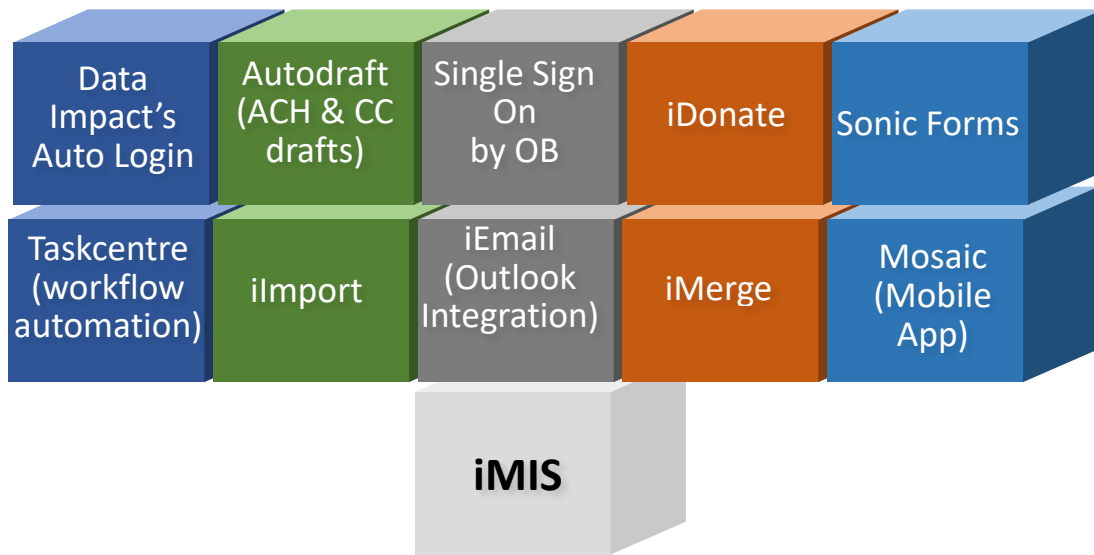 Data
Impact's
Auto Login
Autodraft
(ACH & CC
drafts)
Single Sign
On
by OB
iDonate
Sonic Forms
Taskcentre
(workflow
automation)
iImport
iEmail
(Outlook
Integration)
iMerge
Mosaic
(Mobile
App)
iMIS